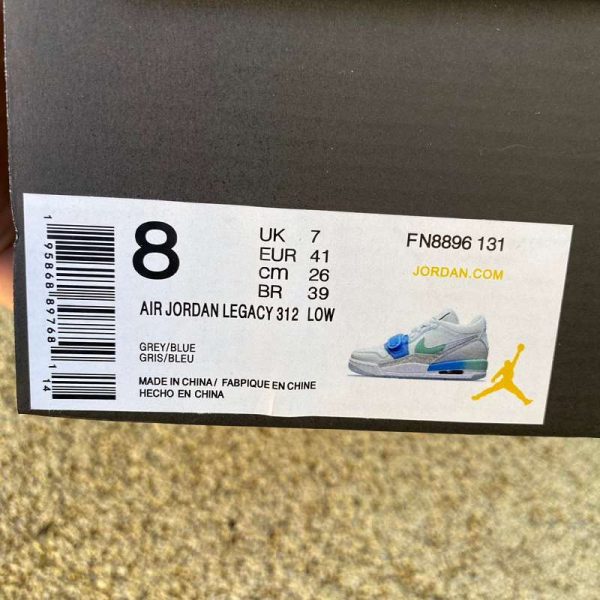 8
UK 7
EUR 41
cm 26
BR 39
FN8896 131
JORDAN.COM
AIR JORDAN LEGACY 312 LOW
GREY/BLUE
GRIS/BLEU
MADE IN CHINA/ FABPIQUE EN CHINE
HECHO EN CHINA
1 95868 89768 1 14